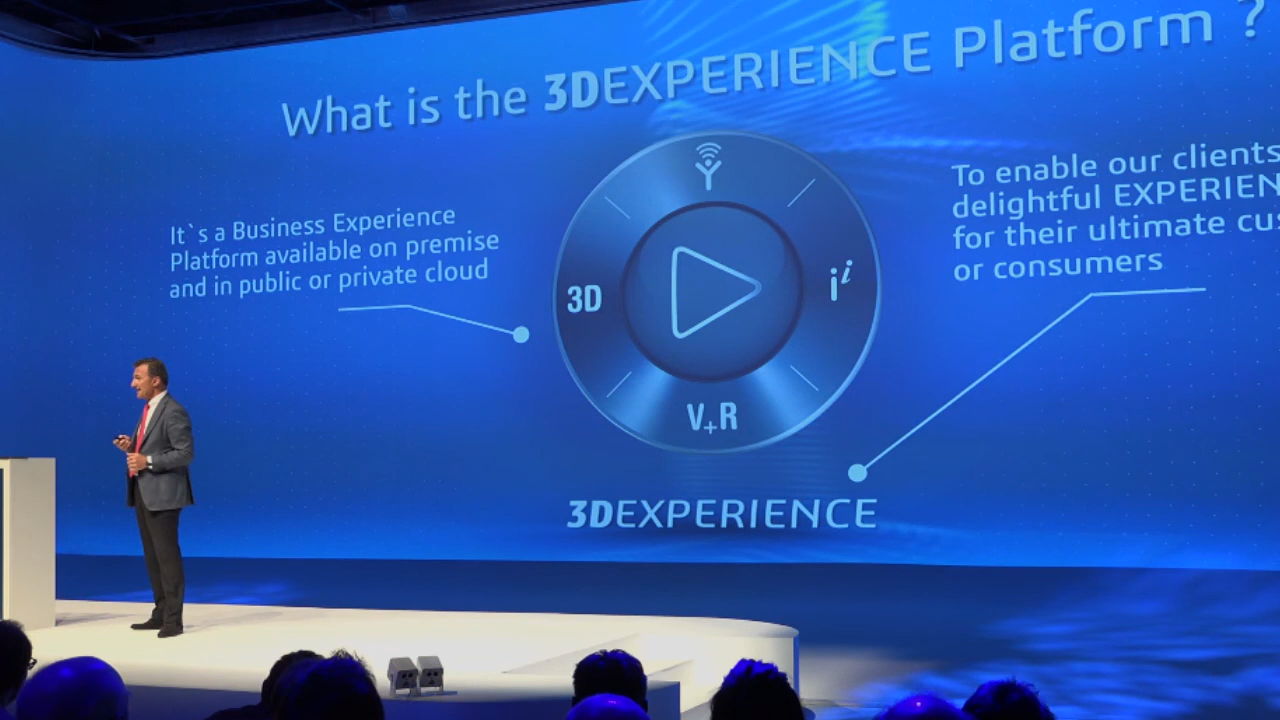 What is the 3DEXPERIENCE Platform ?
It`s a Business Experience
Platform available on premise
and in public or private cloud
To enable our clients
delightful
for their ultimate
or consumers
3D
i i
V+R
3DEXPERIENCE